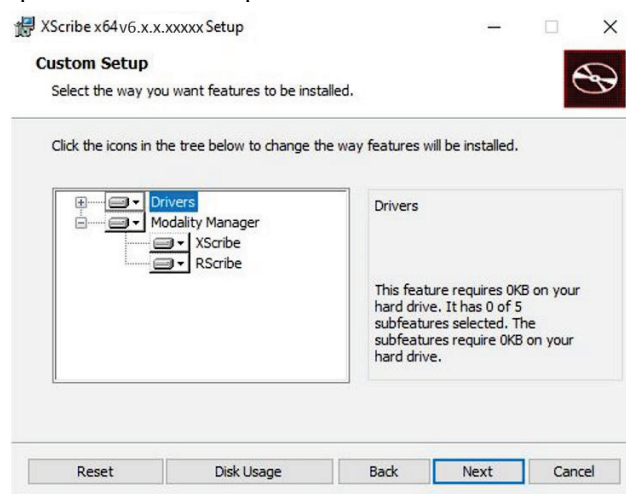 XScribe x64 v6.x.x.xxxxx Setup
Custom Setup
Select the way you want features to be installed.
Click the icons in the tree below to change the way features will be installed.
Drivers
Modality Manager
XScribe
RScribe
Drivers
This feature requires 0KB on your
hard drive. It has 0 of 5
subfeatures selected. The
subfeatures require 0KB on your
hard drive.
Reset
Disk Usage
Back
Next
Cancel